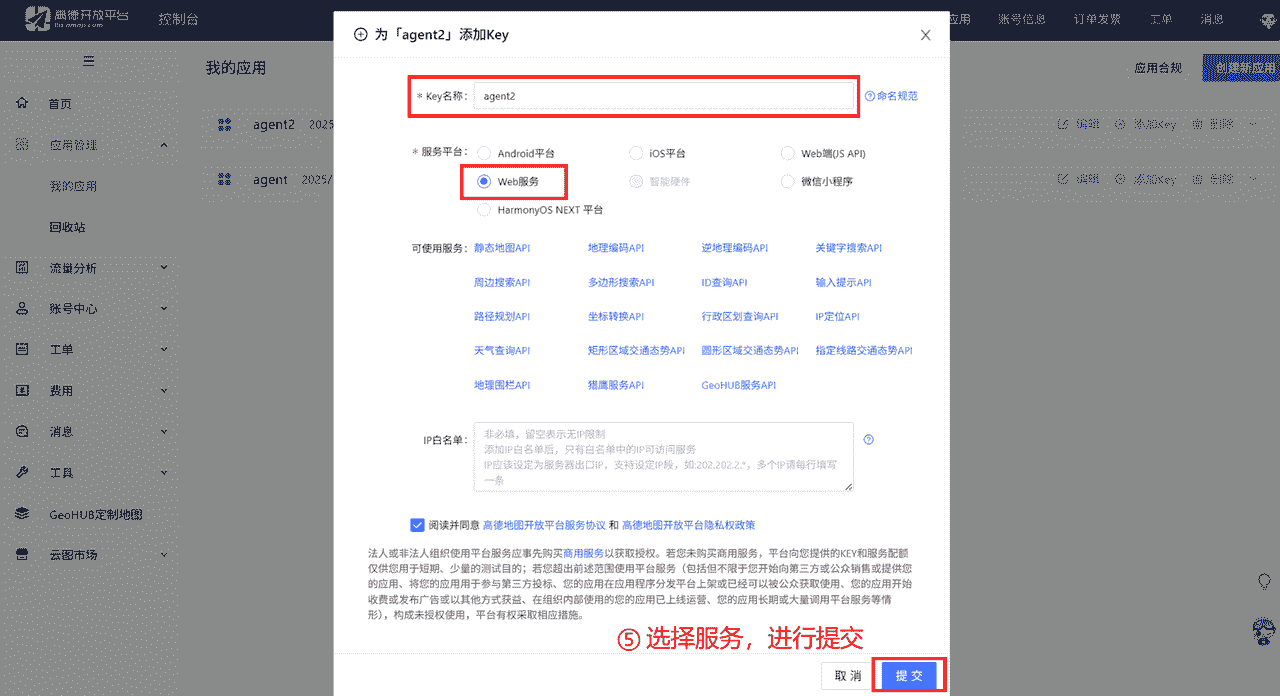 高德开放平台 控制台 应用 账号信息 订单发票 工单 消息
lbs.amap.com
我的应用 应用合规 创建新应用
首页
应用管理
我的应用
回收站
流量分析
账号中心
工单
费用
消息
工具
GeoHUB定制地图
云图市场
agent2 2025 编辑 添加Key 删除
agent 2025/ 编辑 添加Key 删除
为「agent2」添加Key
* Key名称: agent2 命名规范
* 服务平台: Android平台 iOS平台 Web端(JS API)
Web服务 智能硬件 微信小程序
HarmonyOS NEXT 平台
可使用服务: 静态地图API 地理编码API 逆地理编码API 关键字搜索API
周边搜索API 多边形搜索API ID查询API 输入提示API
路径规划API 坐标转换API 行政区划查询API IP定位API
天气查询API 矩形区域交通态势API 圆形区域交通态势API 指定线路交通态势API
地理围栏API 猎鹰服务API GeoHUB服务API
IP白名单: 非必填，留空表示无IP限制
添加IP白名单后，只有白名单中的IP可访问服务
IP应该设定为服务器出口IP，支持设定IP段，如:202.202.2.*，多个IP请每行填写
一条
阅读并同意 高德地图开放平台服务协议 和 高德地图开放平台隐私权政策
法人或非法人组织使用平台服务应事先购买商用服务以获取授权。若您未购买商用服务，平台向您提供的KEY和服务配额
仅供您用于短期、少量的测试目的；若您超出前述范围使用平台服务（包括但不限于您开始向第三方或公众销售或提供您
的应用、将您的应用用于参与第三方投标、您的应用在应用程序分发平台上架或已经可以被公众获取使用、您的应用开始
收费或发布广告或以其他方式获益、在组织内部使用的您的应用已上线运营、您的应用长期或大量调用平台服务等情
形），构成未授权使用，平台有权采取相应措施。
⑤ 选择服务，进行提交
取 消 提 交